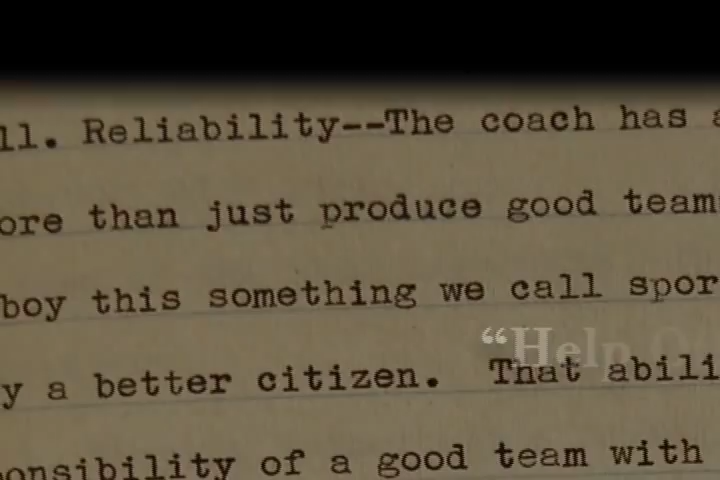 ll. Reliability--The coach has a
ore than just produce good team
boy this something we call spor
“Help O
y a better citizen. That abili
onsibility of a good team with